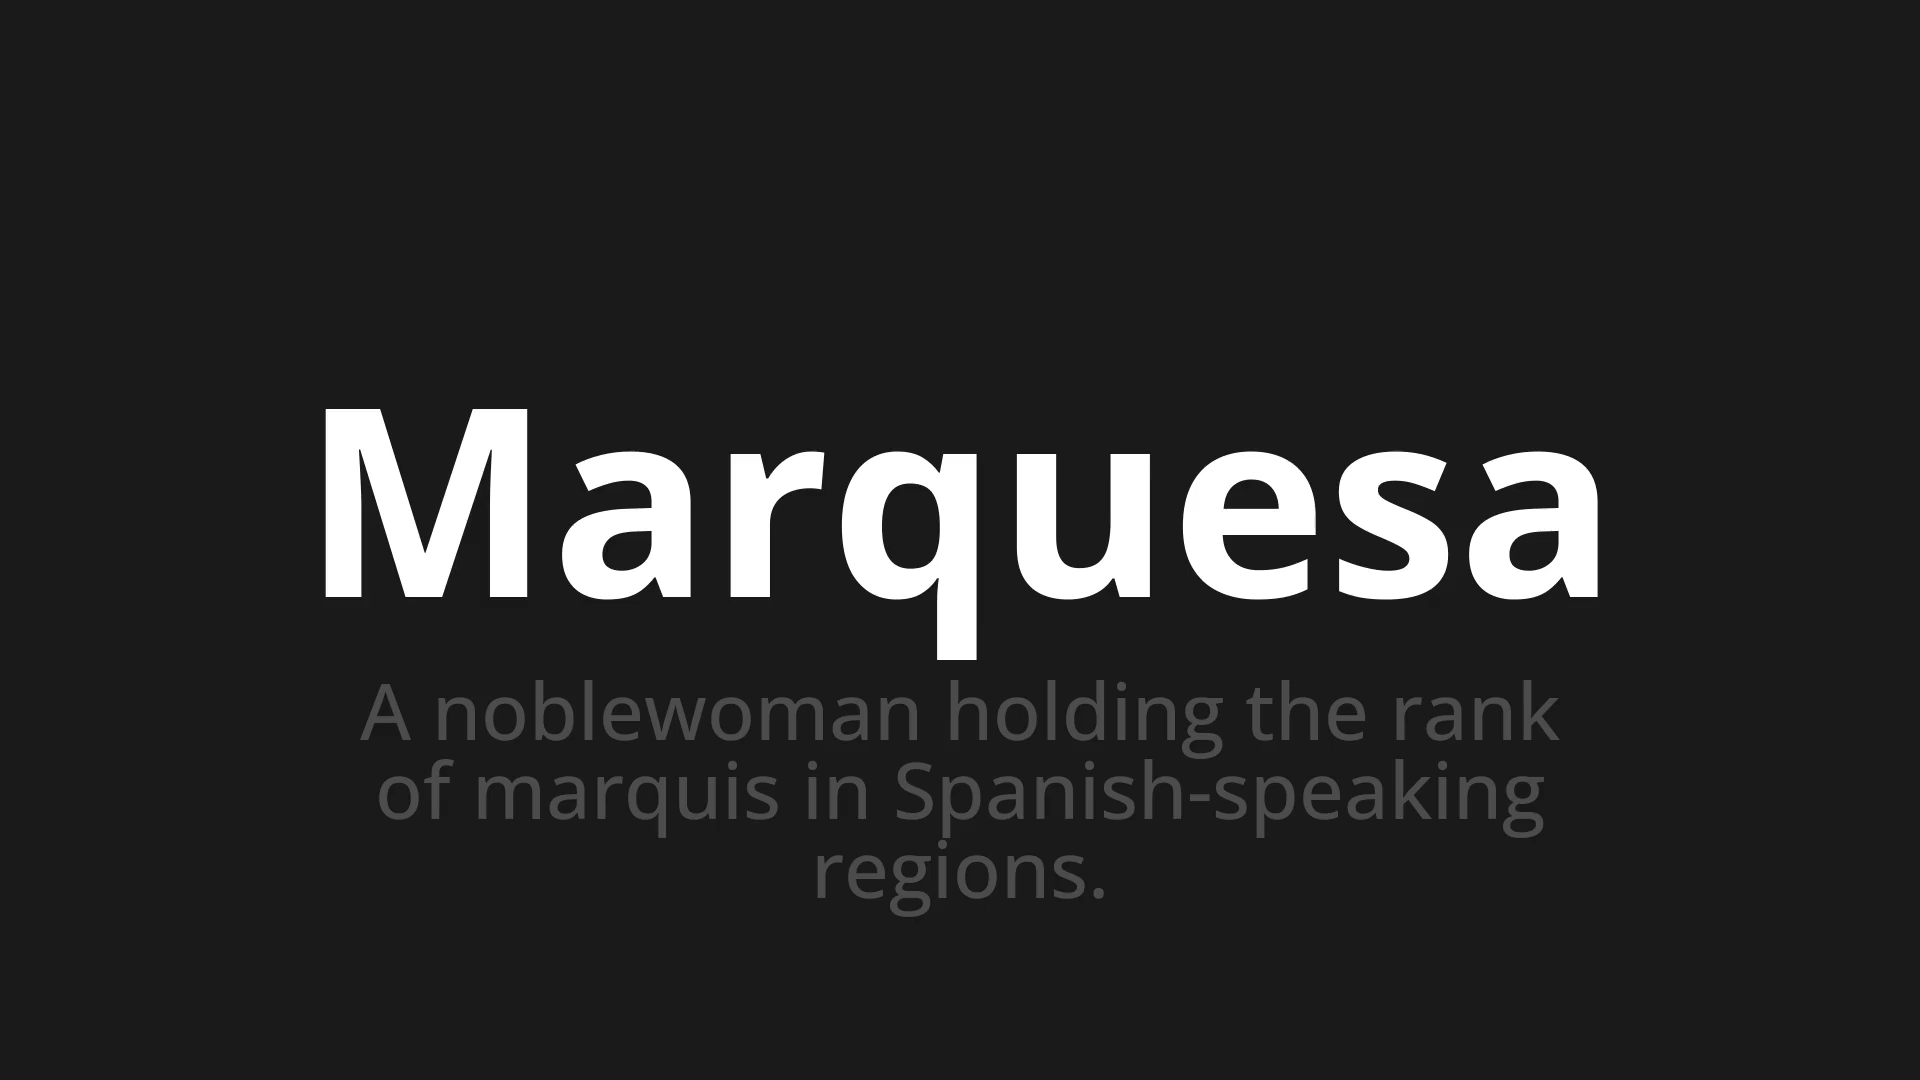 Marquesa
A noblewoman holding the rank
of marquis in Spanish-speaking
regions.